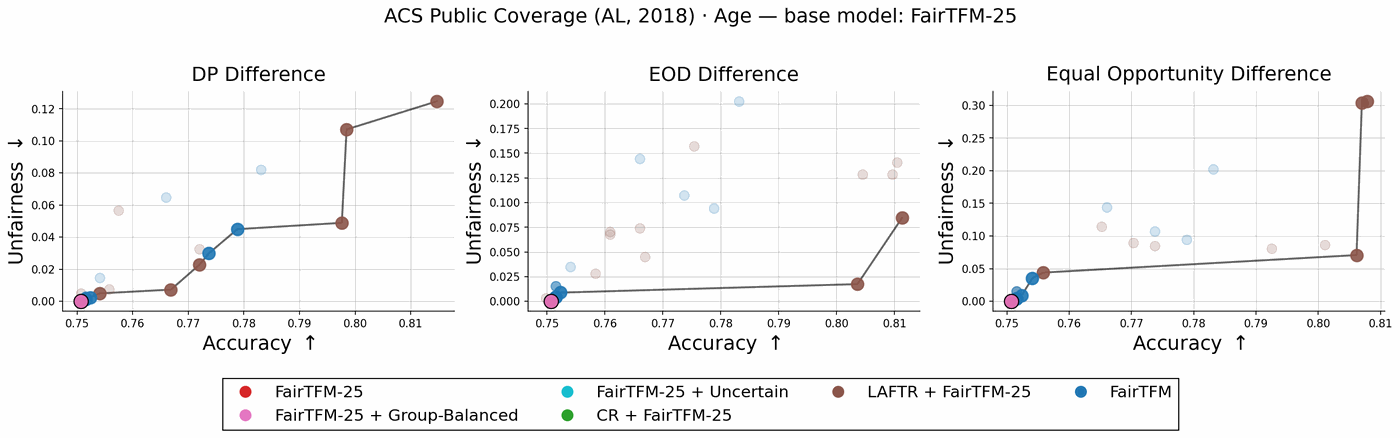 ACS Public Coverage (AL, 2018) · Age — base model: FairTFM-25
DP Difference
EOD Difference
Equal Opportunity Difference
Unfairness ↓
0.12
0.10
0.08
0.06
0.04
0.02
0.00
0.75
0.76
0.77
0.78
0.79
0.80
0.81
Accuracy ↑
Unfairness ↓
0.200
0.175
0.150
0.125
0.100
0.075
0.050
0.025
0.000
0.75
0.76
0.77
0.78
0.79
0.80
0.81
Accuracy ↑
Unfairness ↓
0.30
0.25
0.20
0.15
0.10
0.05
0.00
0.75
0.76
0.77
0.78
0.79
0.80
0.81
Accuracy ↑
FairTFM-25
FairTFM-25 + Uncertain
LAFTR + FairTFM-25
FairTFM
FairTFM-25 + Group-Balanced
CR + FairTFM-25